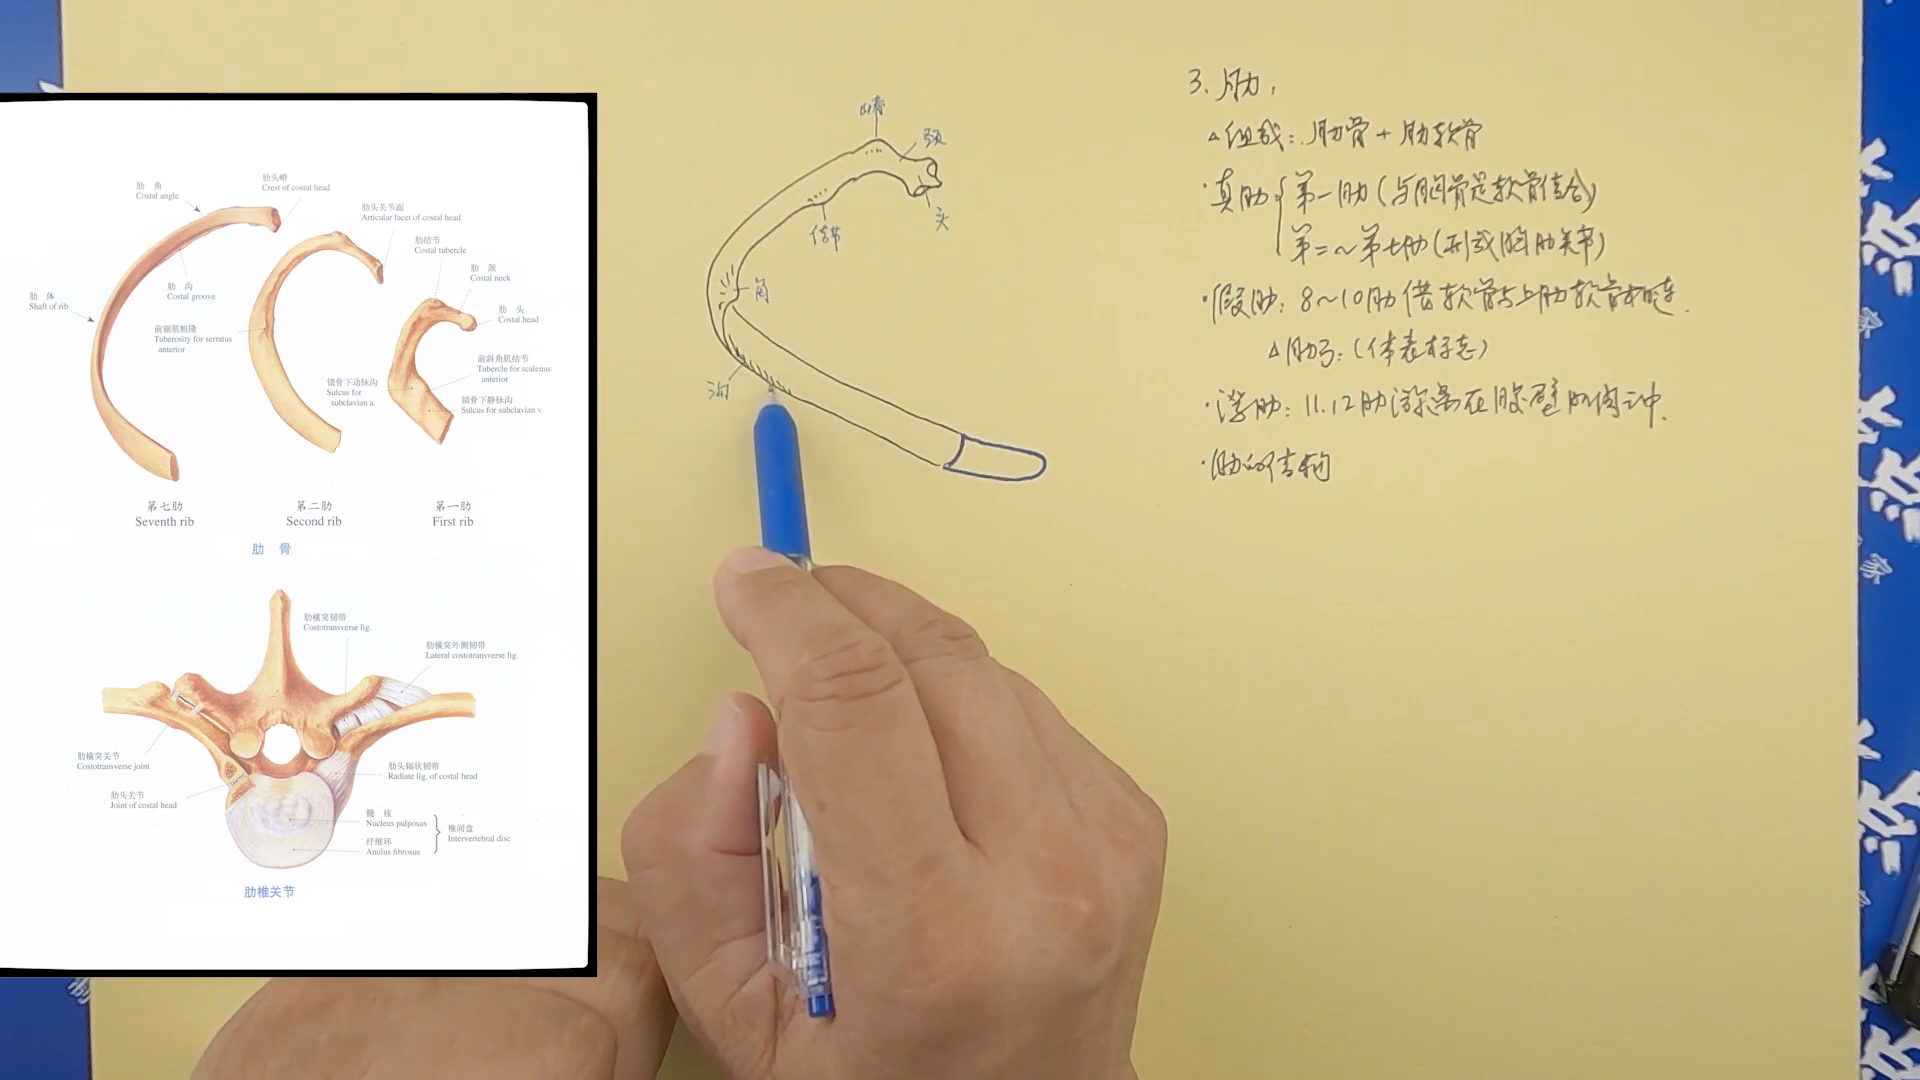 肋 角
Costal angle
肋头嵴
Crest of costal head
肋头关节面
Articular facet of costal head
肋结节
Costal tubercle
肋 颈
Costal neck
肋 头
Costal head
肋 沟
Costal groove
肋 体
Shaft of rib
前锯肌粗隆
Tuberosity for serratus
anterior
前斜角肌结节
Tubercle for scalenus
anterior
锁骨下动脉沟
Sulcus for
subclavian a.
锁骨下静脉沟
Sulcus for subclavian v.
第七肋
Seventh rib
第二肋
Second rib
第一肋
First rib
肋 骨
肋横突韧带
Costotransverse lig.
肋横突外侧韧带
Lateral costotransverse lig.
肋横突关节
Costotransverse joint
肋头关节
Joint of costal head
肋头辐状韧带
Radiate lig. of costal head
髓 核
Nucleus pulposus
纤维环
Anulus fibrosus
椎间盘
Intervertebral disc
肋椎关节
嵴
颈
头
结节
角
沟
3. 肋:
△组成: 肋骨+肋软骨
·真肋{第一肋(与胸骨是软骨结合)
第二~第七肋(形成胸肋关节)
·假肋: 8~10肋借软骨与上肋软骨相连.
△肋弓:(体表标志)
·浮肋: 11.12肋游离在腹壁肌肉之中.
·肋的结构
家
家
制